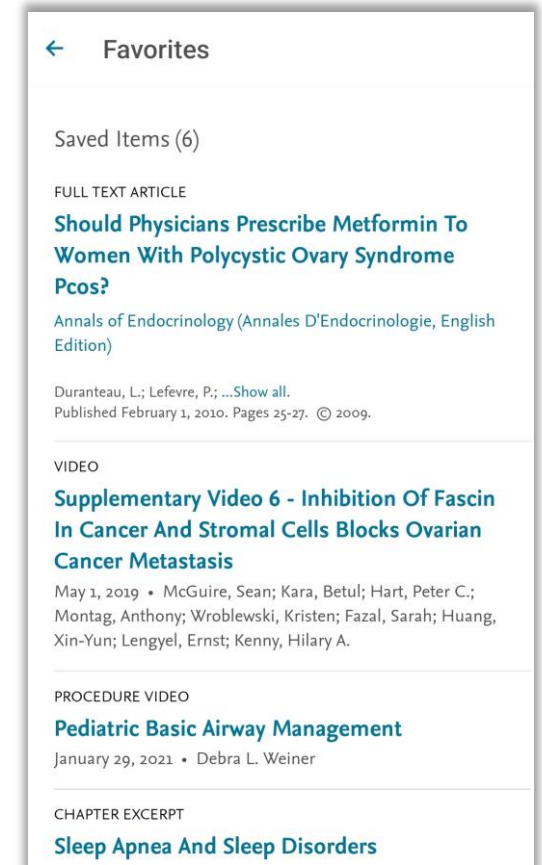 Favorites
Saved Items (6)
FULL TEXT ARTICLE
Should Physicians Prescribe Metformin To
Women With Polycystic Ovary Syndrome
Pcos?
Annals of Endocrinology (Annales D'Endocrinologie, English
Edition)
Duranteau, L.; Lefevre, P.; ...Show all.
Published February 1, 2010. Pages 25-27. © 2009.
VIDEO
Supplementary Video 6 - Inhibition Of Fascin
In Cancer And Stromal Cells Blocks Ovarian
Cancer Metastasis
May 1, 2019 • McGuire, Sean; Kara, Betul; Hart, Peter C.;
Montag, Anthony; Wroblewski, Kristen; Fazal, Sarah; Huang,
Xin-Yun; Lengyel, Ernst; Kenny, Hilary A.
PROCEDURE VIDEO
Pediatric Basic Airway Management
January 29, 2021 • Debra L. Weiner
CHAPTER EXCERPT
Sleep Apnea And Sleep Disorders